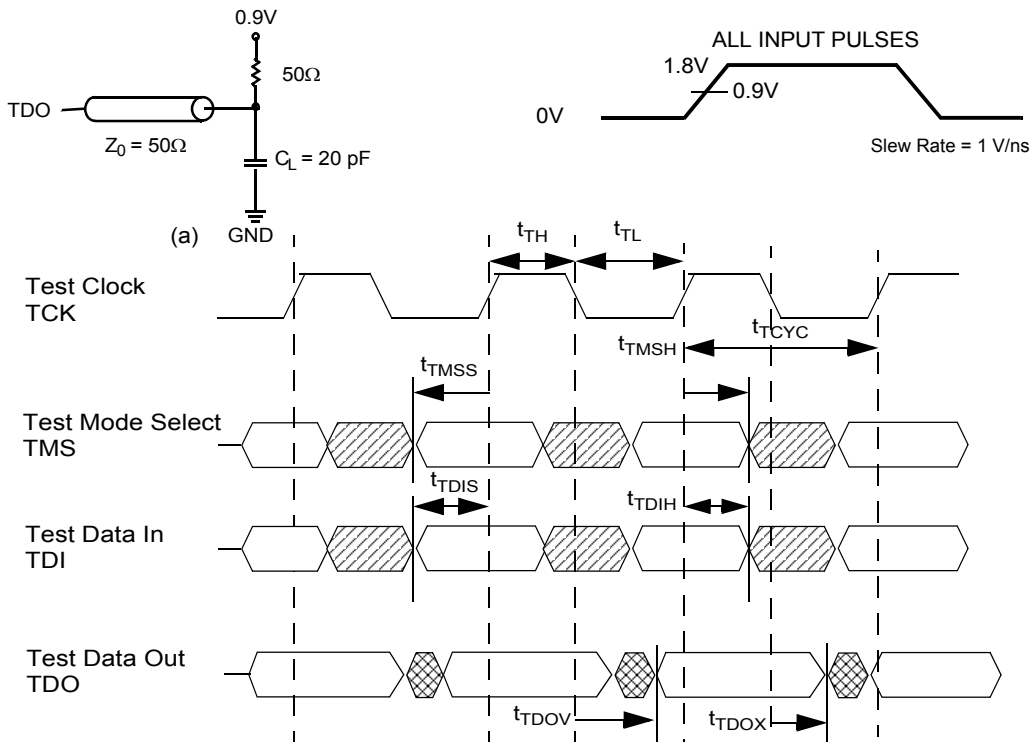 0.9V
50Ω
TDO
Z0 = 50Ω
CL = 20 pF
(a)
GND
ALL INPUT PULSES
1.8V
0.9V
0V
Slew Rate = 1 V/ns
tTH
tTL
Test Clock
TCK
tTCYC
tTMSH
tTMSS
Test Mode Select
TMS
tTDIS
tTDIH
Test Data In
TDI
Test Data Out
TDO
tTDOV
tTDOX